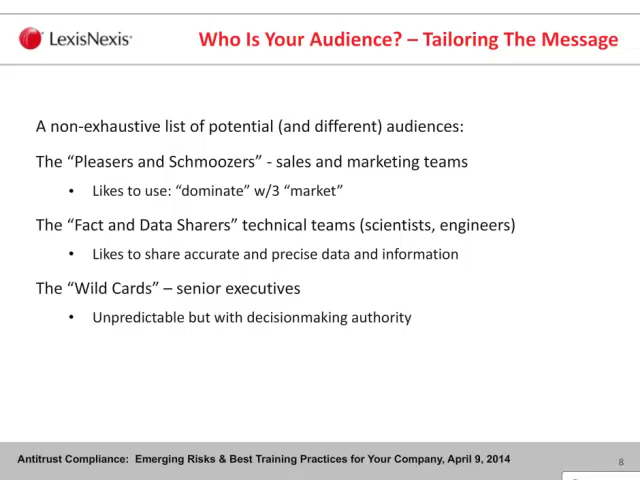 LexisNexis®
Who Is Your Audience? – Tailoring The Message
A non-exhaustive list of potential (and different) audiences:
The “Pleasers and Schmoozers” - sales and marketing teams
• Likes to use: “dominate” w/3 “market”
The “Fact and Data Sharers” technical teams (scientists, engineers)
• Likes to share accurate and precise data and information
The “Wild Cards” – senior executives
• Unpredictable but with decisionmaking authority
Antitrust Compliance: Emerging Risks & Best Training Practices for Your Company, April 9, 2014
8